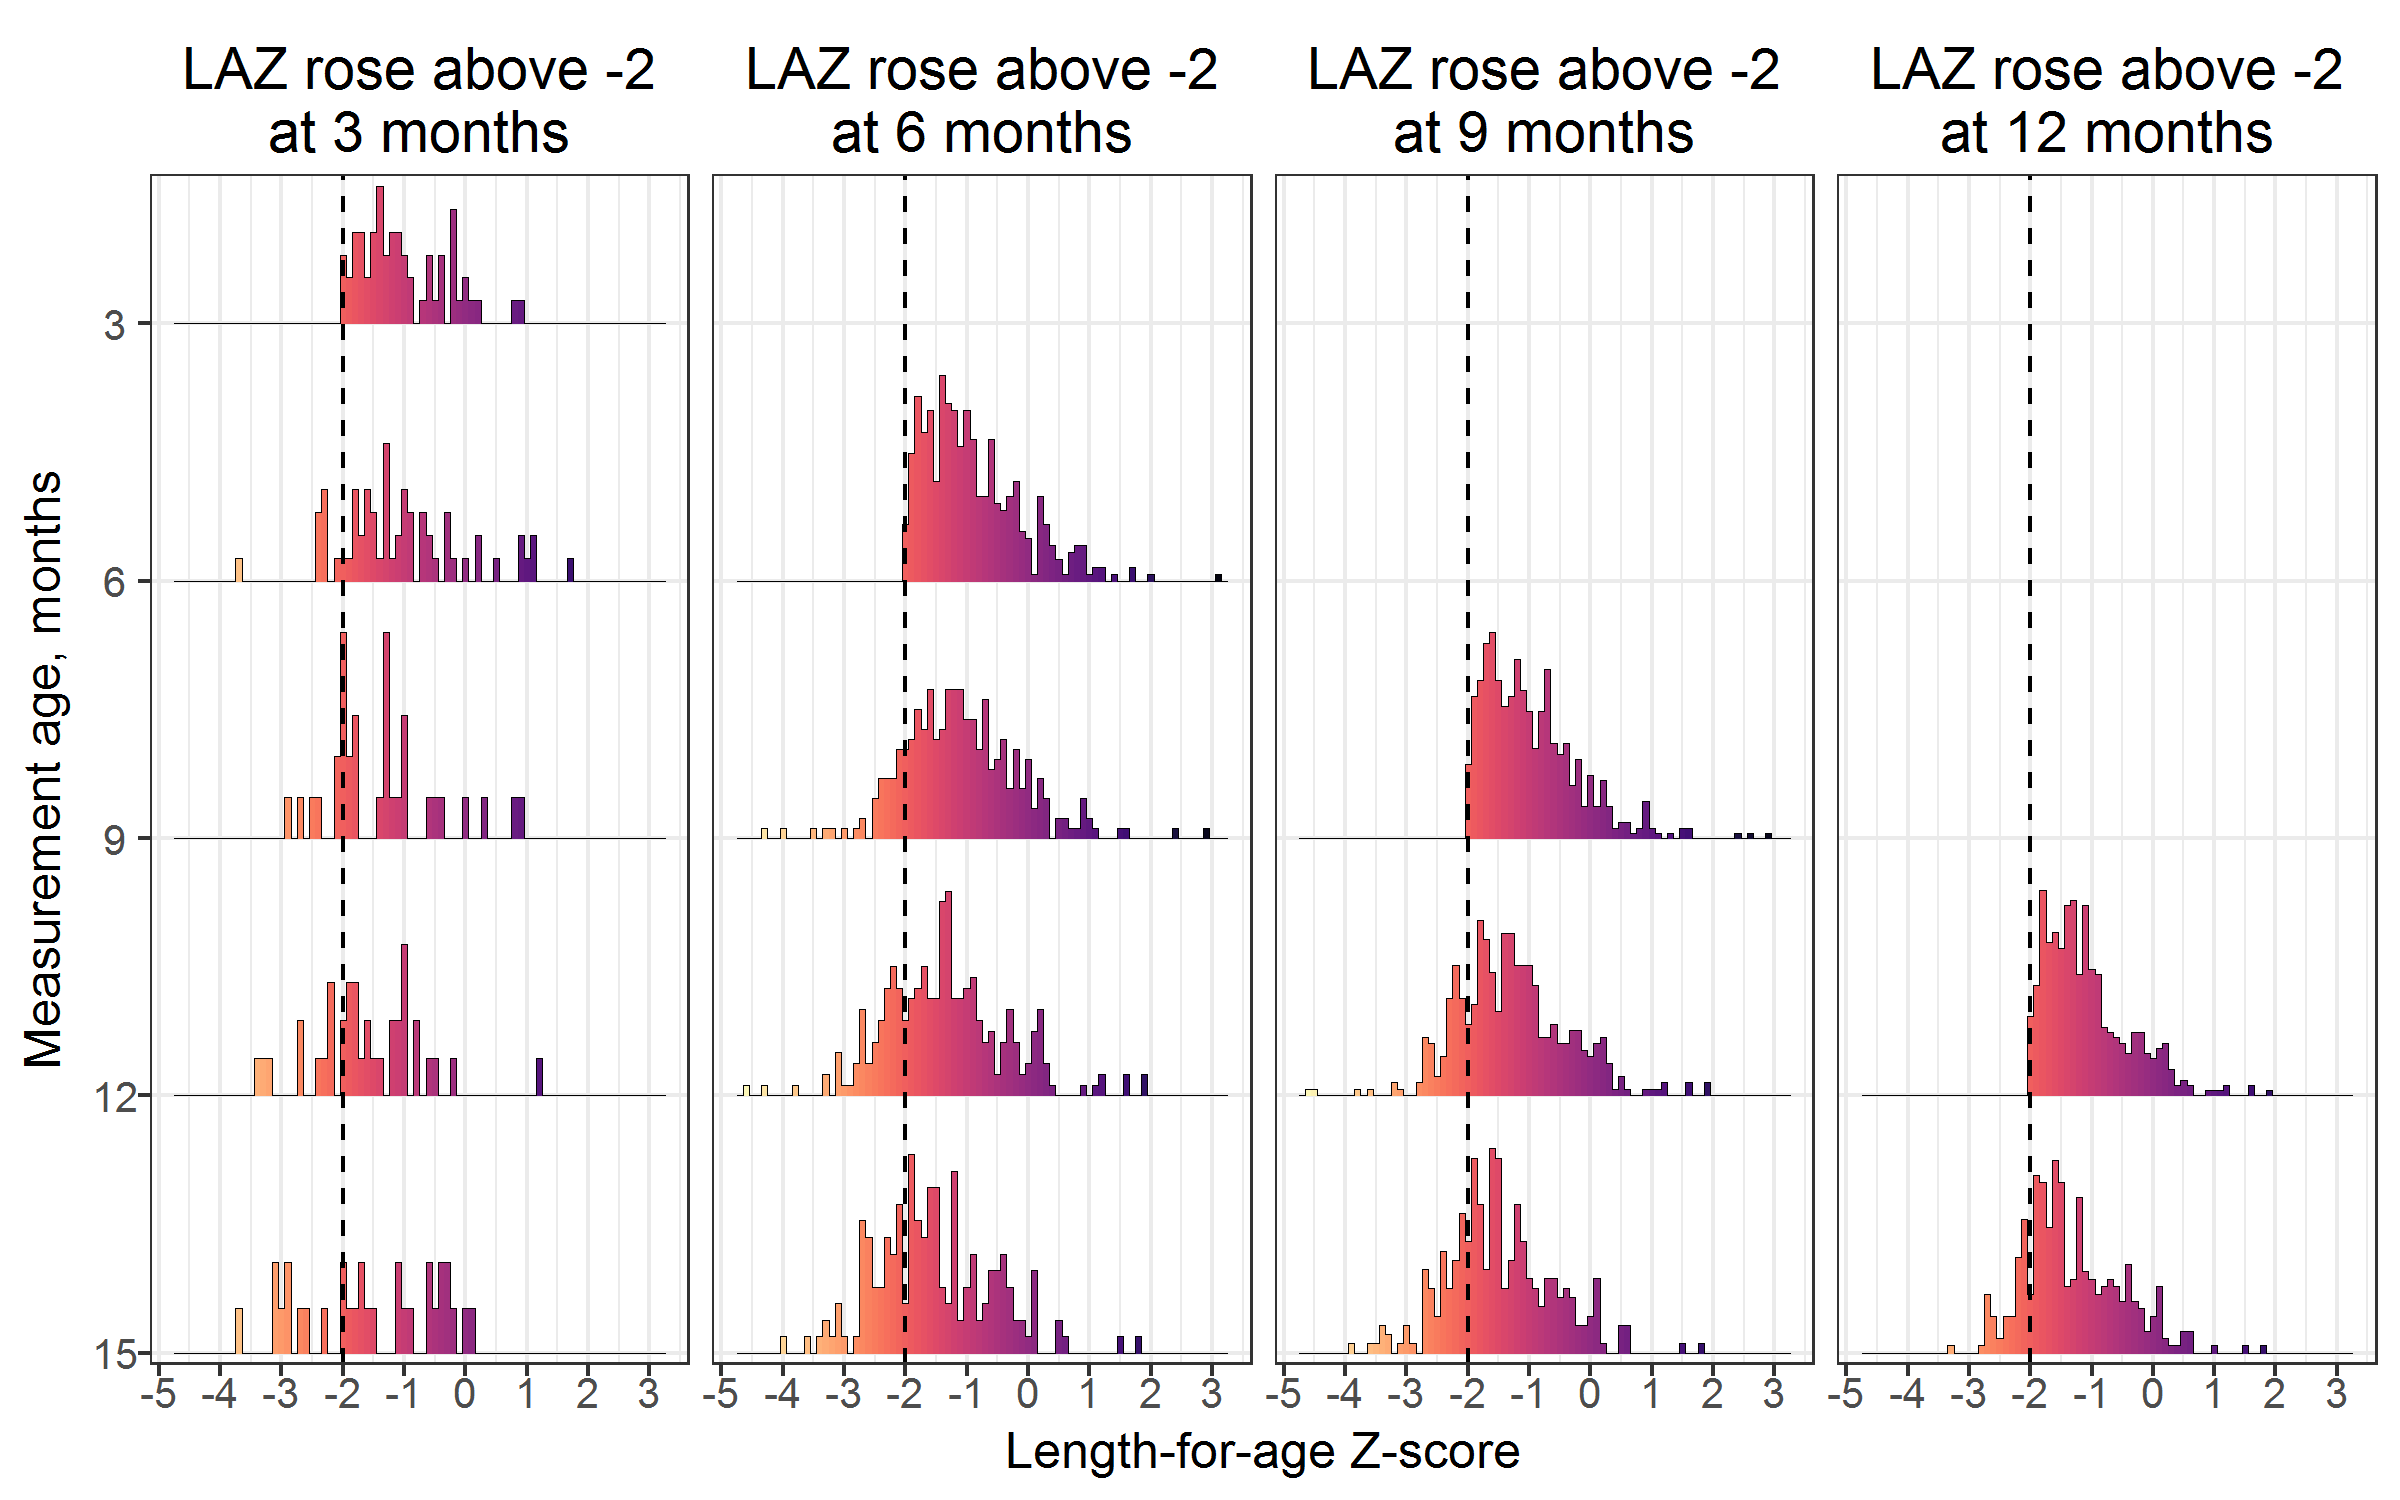 LAZ rose above -2
at 3 months
LAZ rose above -2
at 6 months
LAZ rose above -2
at 9 months
LAZ rose above -2
at 12 months
Measurement age, months
3
6
9
12
15
-5 -4 -3 -2 -1 0 1 2 3
-5 -4 -3 -2 -1 0 1 2 3
-5 -4 -3 -2 -1 0 1 2 3
-5 -4 -3 -2 -1 0 1 2 3
Length-for-age Z-score